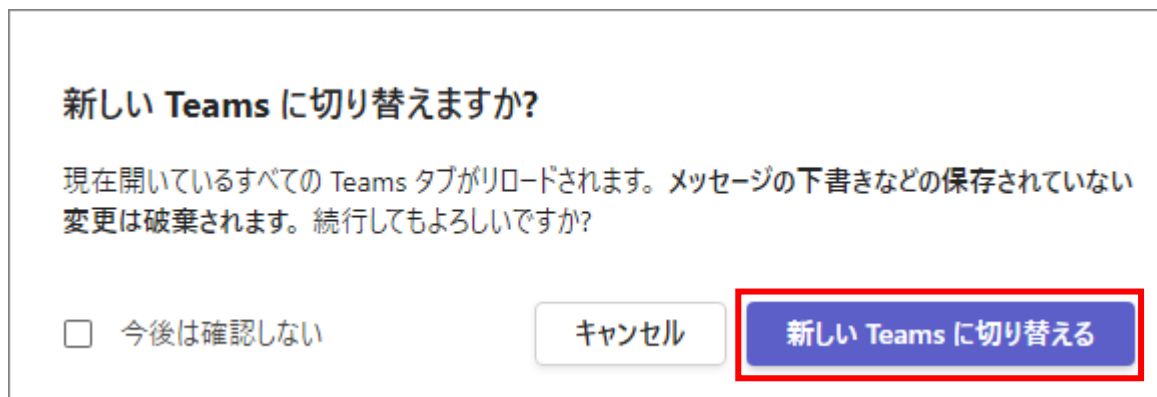 新しい Teams に切り替えますか?
現在開いているすべての Teams タブがリロードされます。メッセージの下書きなどの保存されていない
変更は破棄されます。続行してもよろしいですか?
今後は確認しない
キャンセル
新しい Teams に切り替える